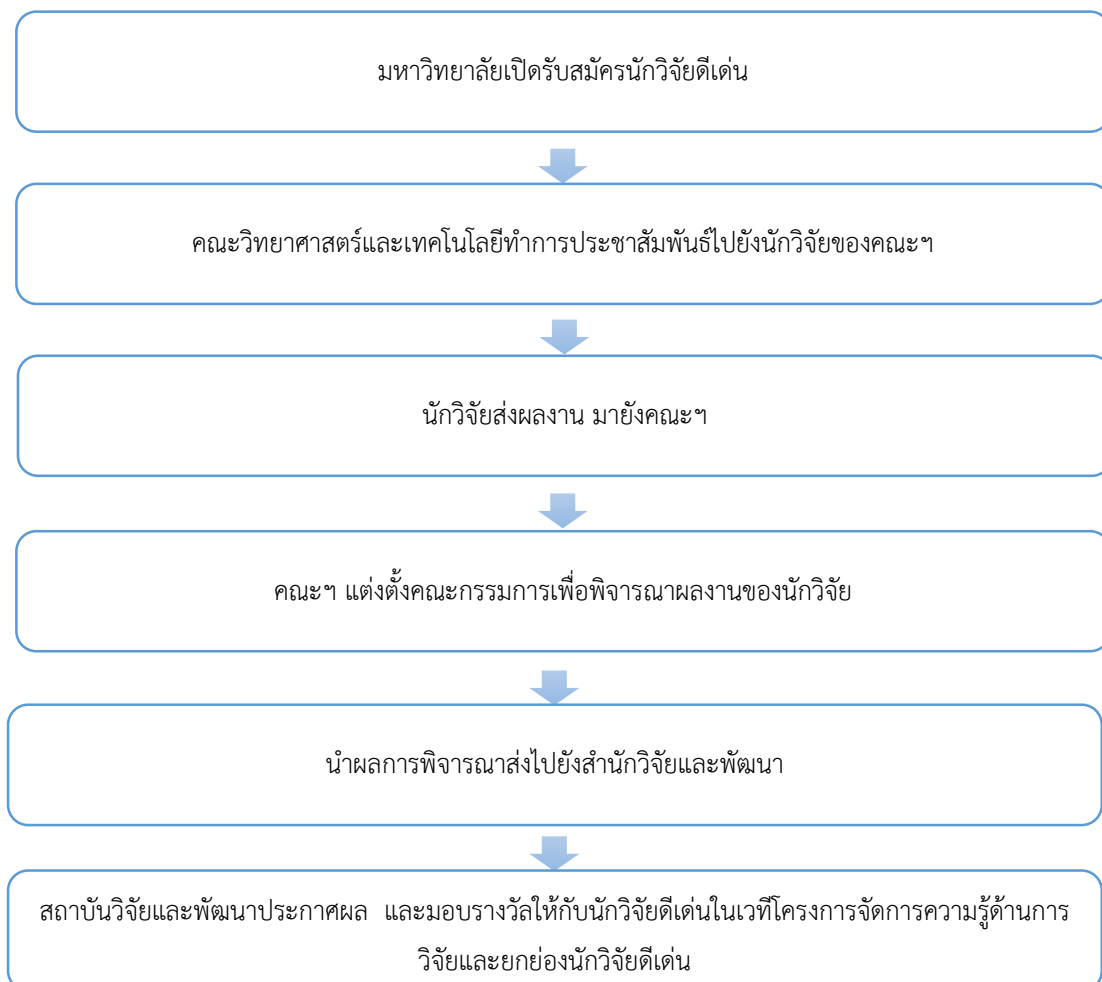 มหาวิทยาลัยเปิดรับสมัครนักวิจัยดีเด่น
คณะวิทยาศาสตร์และเทคโนโลยีทำการประชาสัมพันธ์ไปยังนักวิจัยของคณะฯ
นักวิจัยส่งผลงาน มายังคณะฯ
คณะฯ แต่งตั้งคณะกรรมการเพื่อพิจารณาผลงานของนักวิจัย
นำผลการพิจารณาส่งไปยังสำนักวิจัยและพัฒนา
สถาบันวิจัยและพัฒนาประกาศผล และมอบรางวัลให้กับนักวิจัยดีเด่นในเวทีโครงการจัดการความรู้ด้านการ
วิจัยและยกย่องนักวิจัยดีเด่น